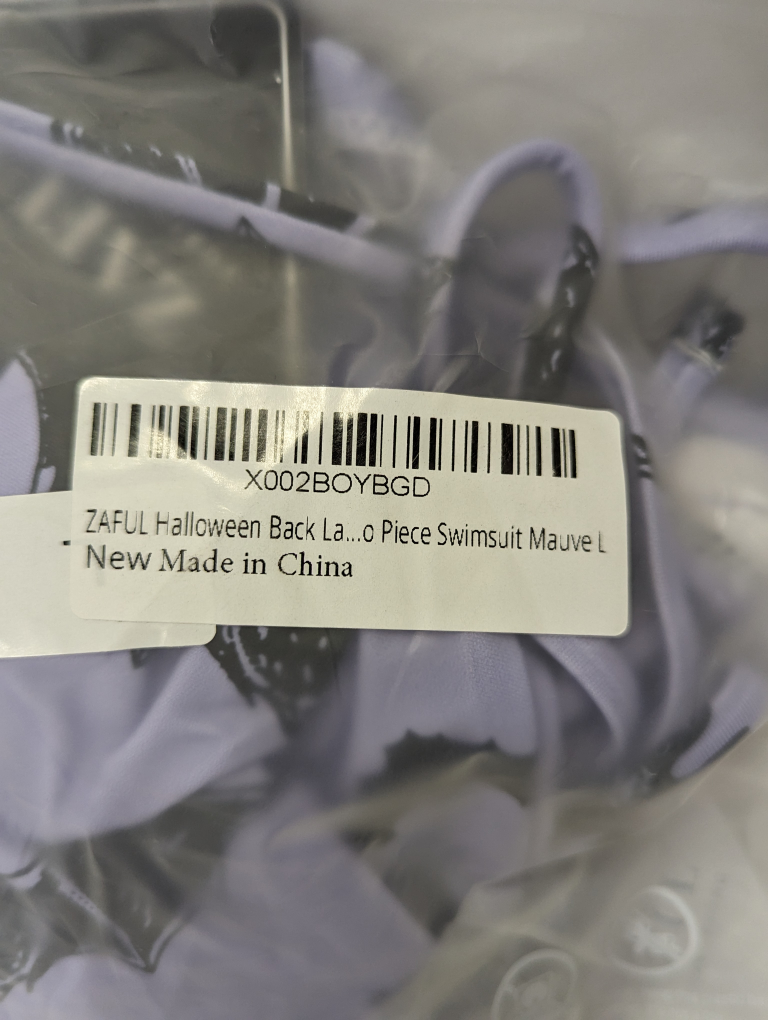 X002BOYBGD
ZAFUL Halloween Back La...o Piece Swimsuit Mauve L
New Made in China